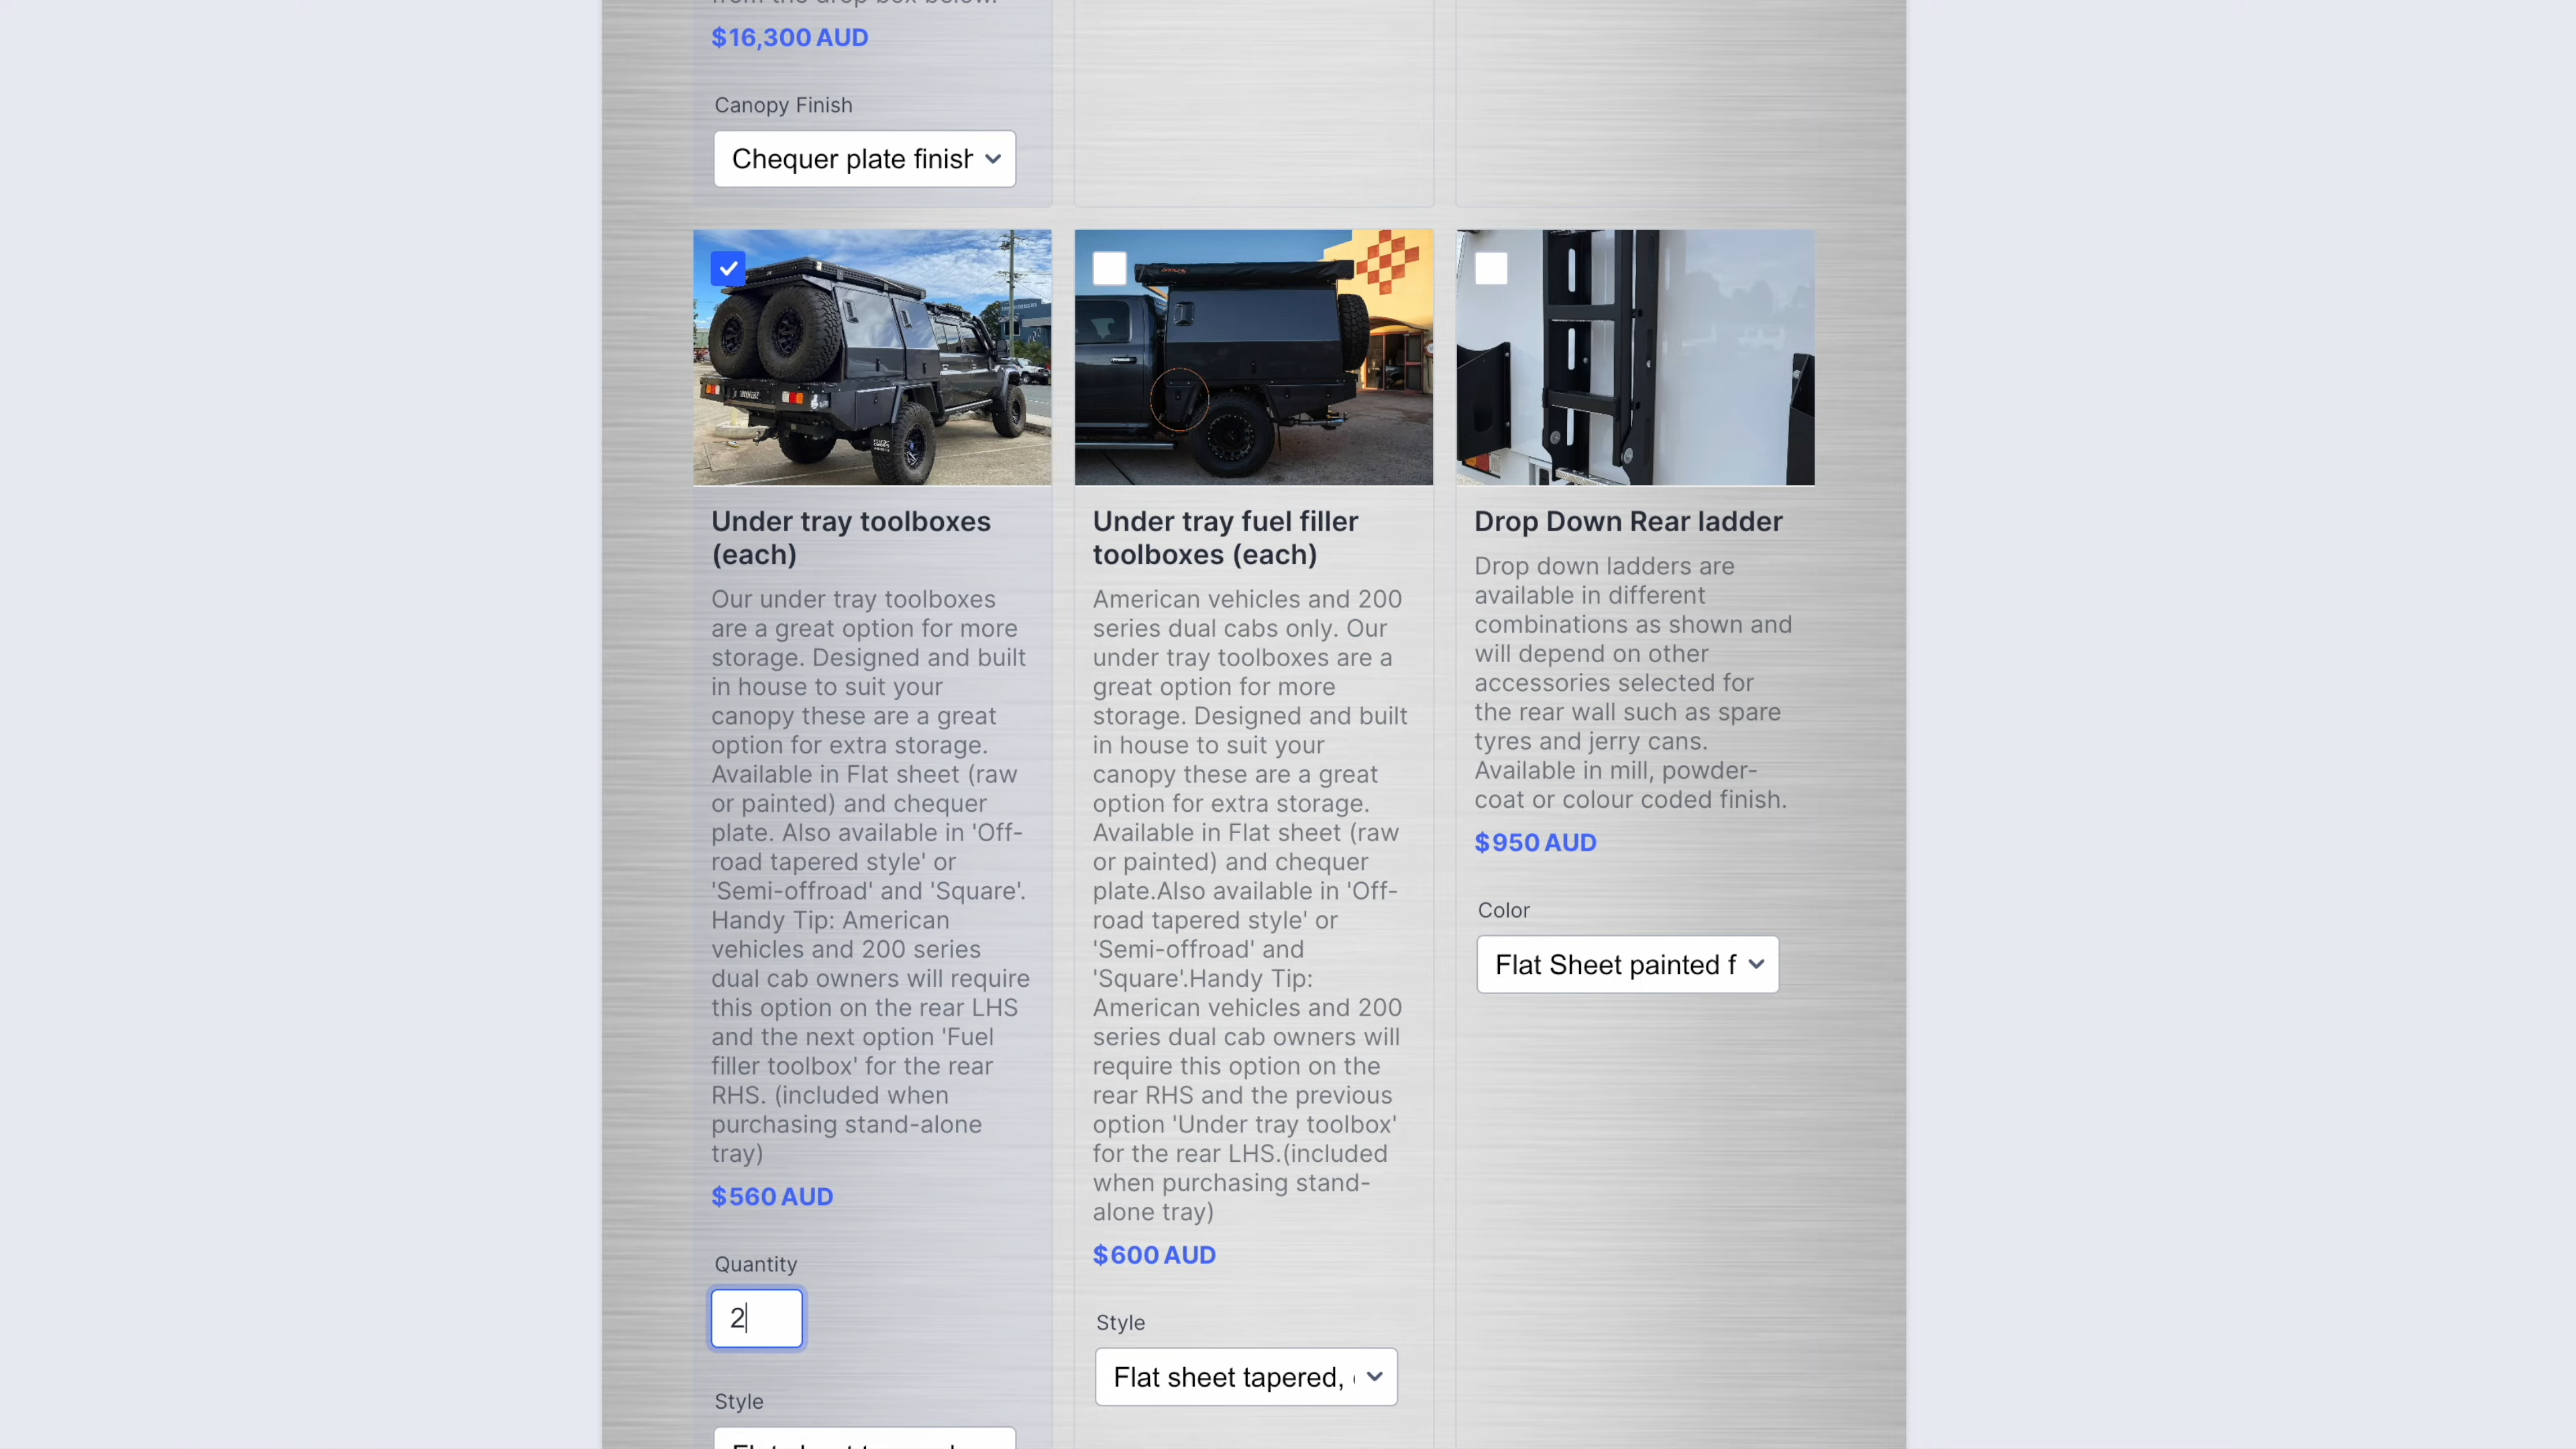 $16,300 AUD
Canopy Finish
Chequer plate finish
Under tray toolboxes
(each)
Our under tray toolboxes
are a great option for more
storage. Designed and built
in house to suit your
canopy these are a great
option for extra storage.
Available in Flat sheet (raw
or painted) and chequer
plate. Also available in 'Off-
road tapered style' or
'Semi-offroad' and 'Square'.
Handy Tip: American
vehicles and 200 series
dual cab owners will require
this option on the rear LHS
and the next option 'Fuel
filler toolbox' for the rear
RHS. (included when
purchasing stand-alone
tray)
$560 AUD
Quantity
2
Style
Under tray fuel filler
toolboxes (each)
American vehicles and 200
series dual cabs only. Our
under tray toolboxes are a
great option for more
storage. Designed and built
in house to suit your
canopy these are a great
option for extra storage.
Available in Flat sheet (raw
or painted) and chequer
plate.Also available in 'Off-
road tapered style' or
'Semi-offroad' and
'Square'.Handy Tip:
American vehicles and 200
series dual cab owners will
require this option on the
rear RHS and the previous
option 'Under tray toolbox'
for the rear LHS.(included
when purchasing stand-
alone tray)
$600 AUD
Style
Flat sheet tapered,
Drop Down Rear ladder
Drop down ladders are
available in different
combinations as shown and
will depend on other
accessories selected for
the rear wall such as spare
tyres and jerry cans.
Available in mill, powder-
coat or colour coded finish.
$950 AUD
Color
Flat Sheet painted f